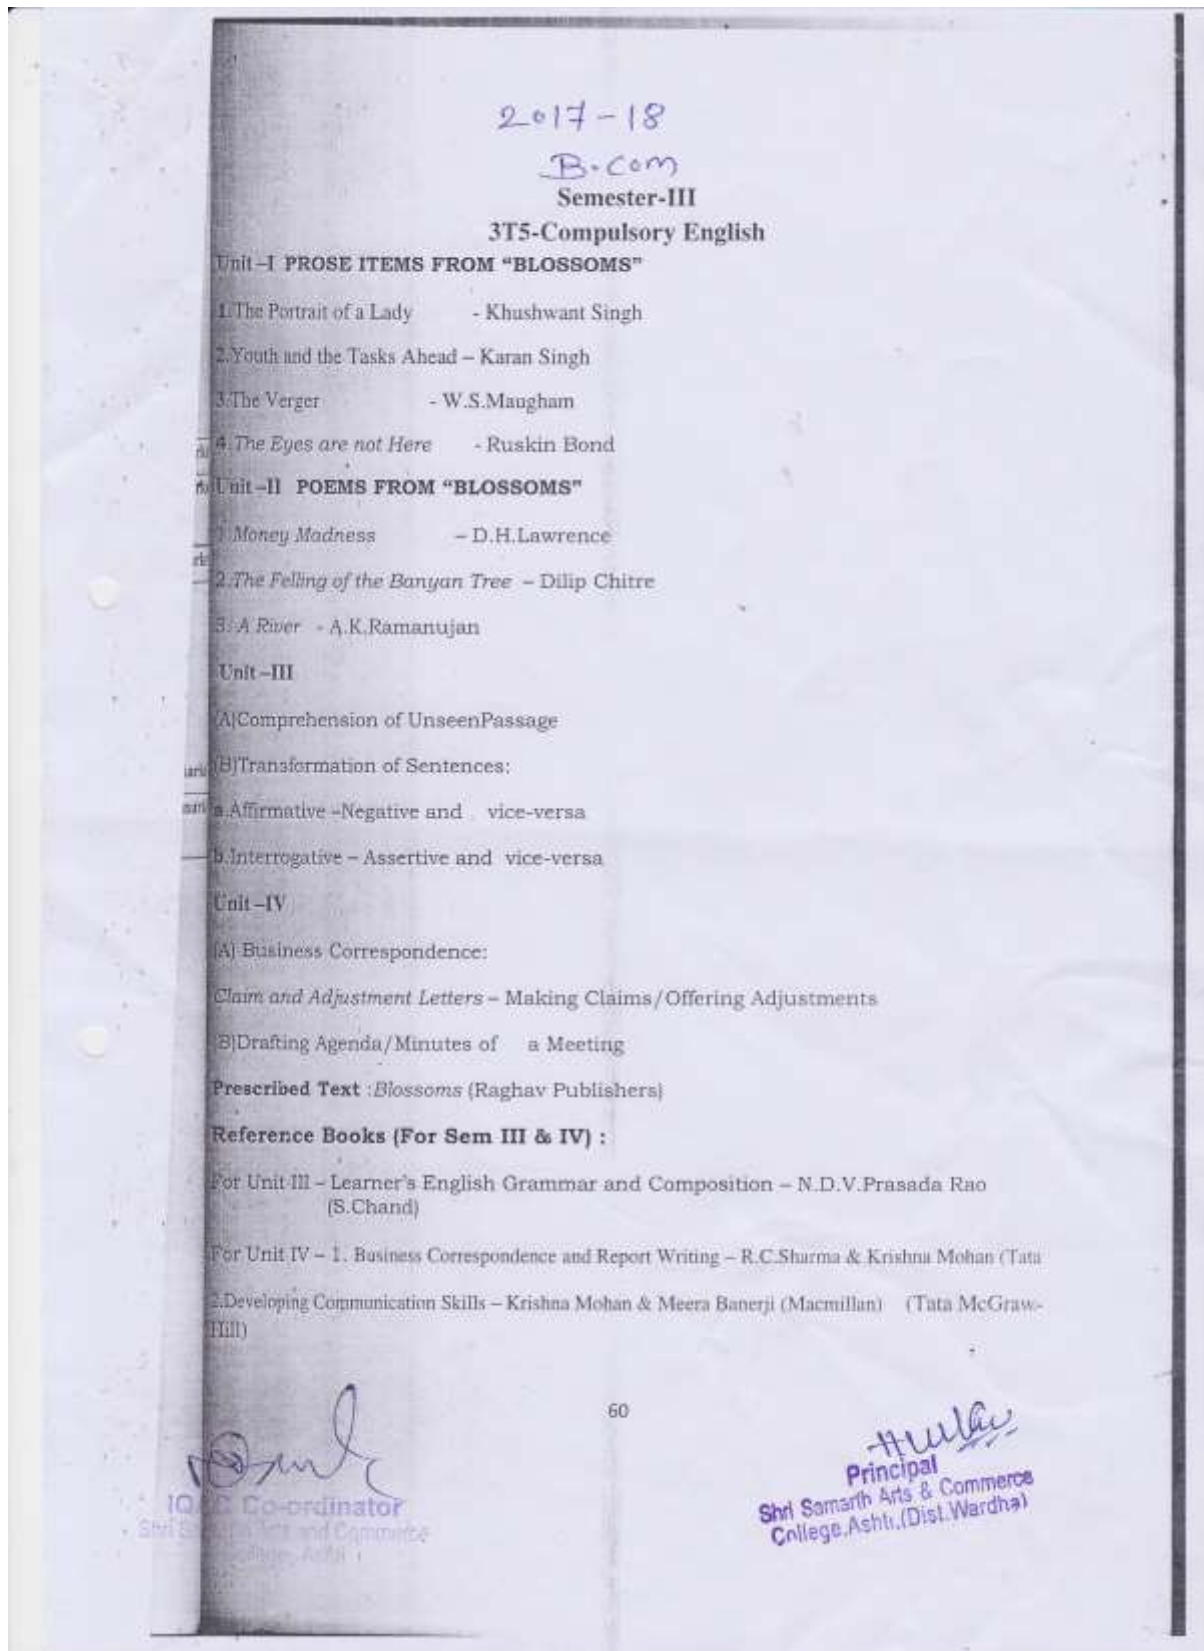 2017-18
B.com
Semester-III
3T5-Compulsory English
Unit –I PROSE ITEMS FROM “BLOSSOMS”
1.The Portrait of a Lady - Khushwant Singh
2.Youth and the Tasks Ahead – Karan Singh
3.The Verger - W.S.Maugham
4.The Eyes are not Here - Ruskin Bond
Unit –II POEMS FROM “BLOSSOMS”
1.Money Madness – D.H.Lawrence
2.The Felling of the Banyan Tree – Dilip Chitre
3. A River - A.K.Ramanujan
Unit –III
(A)Comprehension of UnseenPassage
(B)Transformation of Sentences:
a.Affirmative –Negative and vice-versa
b.Interrogative – Assertive and vice-versa
Unit –IV
(A) Business Correspondence:
Claim and Adjustment Letters – Making Claims/Offering Adjustments
(B)Drafting Agenda/Minutes of a Meeting
Prescribed Text :Blossoms (Raghav Publishers)
Reference Books (For Sem III & IV) :
For Unit III – Learner’s English Grammar and Composition – N.D.V.Prasada Rao
(S.Chand)
For Unit IV – 1. Business Correspondence and Report Writing – R.C.Sharma & Krishna Mohan (Tata
2.Developing Communication Skills – Krishna Mohan & Meera Banerji (Macmillan) (Tata McGraw-
Hill)
60
IQAC Co-ordinator
Shri Samarth Arts and Commerce
College, Ashti
Principal
Shri Samarth Arts & Commerce
College,Ashti,(Dist.Wardha)